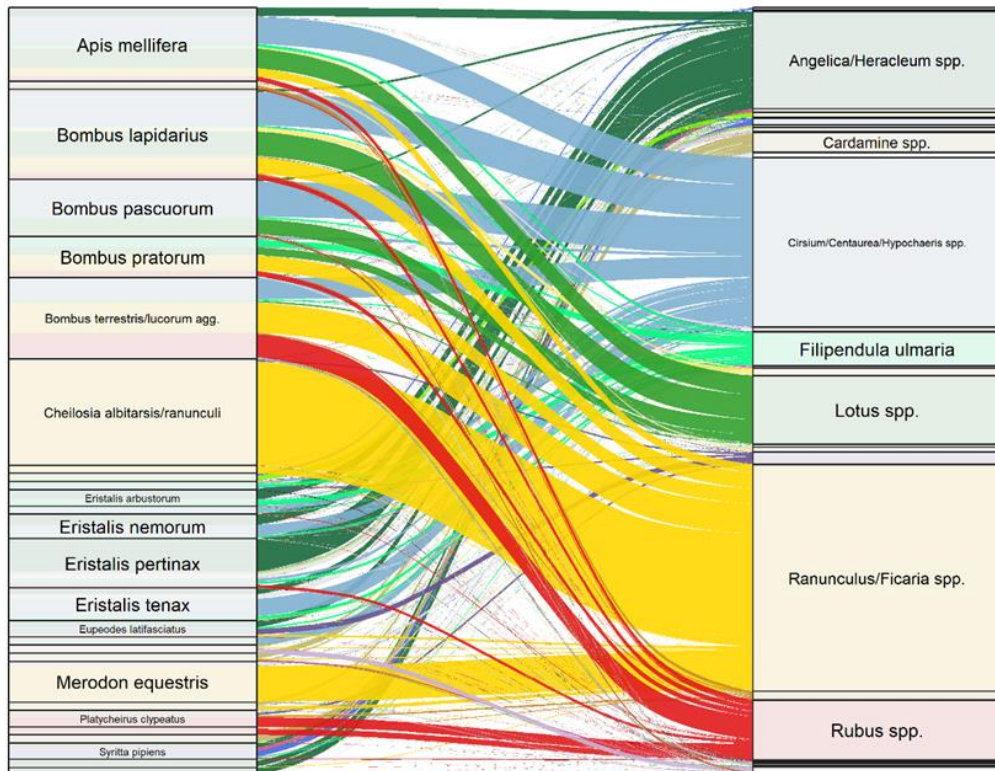 Apis mellifera
Bombus lapidarius
Bombus pascuorum
Bombus pratorum
Bombus terrestris/lucorum agg.
Cheilosia albitarsis/ranunculi
Eristalis arbustorum
Eristalis nemorum
Eristalis pertinax
Eristalis tenax
Eupeodes latifasciatus
Merodon equestris
Platycheirus clypeatus
Syritta pipiens
Angelica/Heracleum spp.
Cardamine spp.
Cirsium/Centaurea/Hypochaeris spp.
Filipendula ulmaria
Lotus spp.
Ranunculus/Ficaria spp.
Rubus spp.